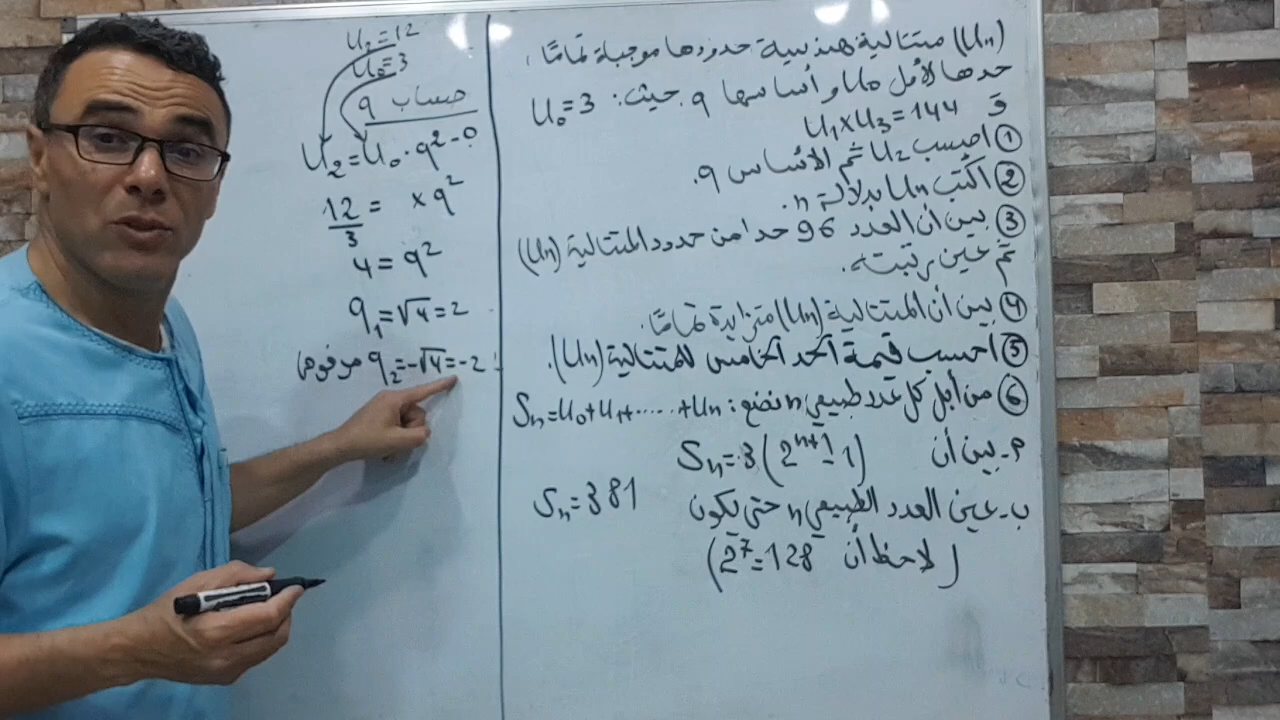 (Uₙ) متتالية هندسية حدودها موجبة تمامًا،
حدها الأول U₀ وأساسها q حيث: U₀=3
و U₁×U₃=144
① احسب U₂ ثم الأساس q.
② اكتب Uₙ بدلالة n.
③ بين أن العدد 96 حدا من حدود المتتالية (Uₙ)
ثم عين رتبته.
④ بين أن المتتالية (Uₙ) متزايدة تمامًا.
⑤ أحسب قيمة الحد الخامس للمتتالية (Uₙ).
⑥ من أجل كل عدد طبيعي n نضع: Sₙ=U₀+U₁+.....+Uₙ
أ- بين أن Sₙ=3(2ⁿ⁺¹-1)
ب- عين العدد الطبيعي n حتى يكون Sₙ=381
(لاحظ أن 2⁷=128)
U₂=12
U₀=3
حساب q
U₂=U₀·q²⁻⁰
12/3 = ×q²
4=q²
q₁=√4=2
q₂=-√4=-2 مرفوض